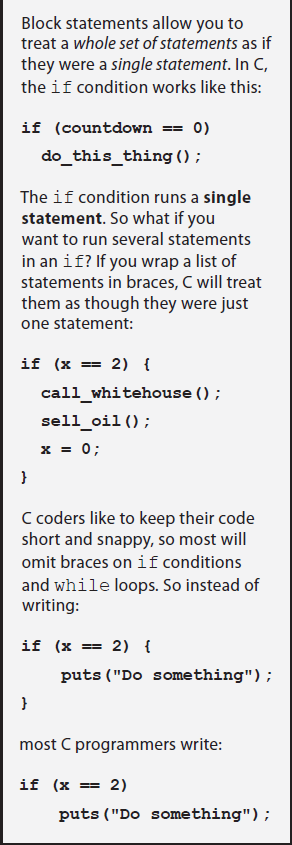 Block statements allow you to
treat a whole set of statements as if
they were a single statement. In C,
the if condition works like this:
if (countdown == 0)
do_this_thing();
The if condition runs a single
statement. So what if you
want to run several statements
in an if? If you wrap a list of
statements in braces, C will treat
them as though they were just
one statement:
if (x == 2) {
call_whitehouse();
sell_oil();
x = 0;
}
C coders like to keep their code
short and snappy, so most will
omit braces on if conditions
and while loops. So instead of
writing:
if (x == 2) {
puts("Do something");
}
most C programmers write:
if (x == 2)
puts("Do something");